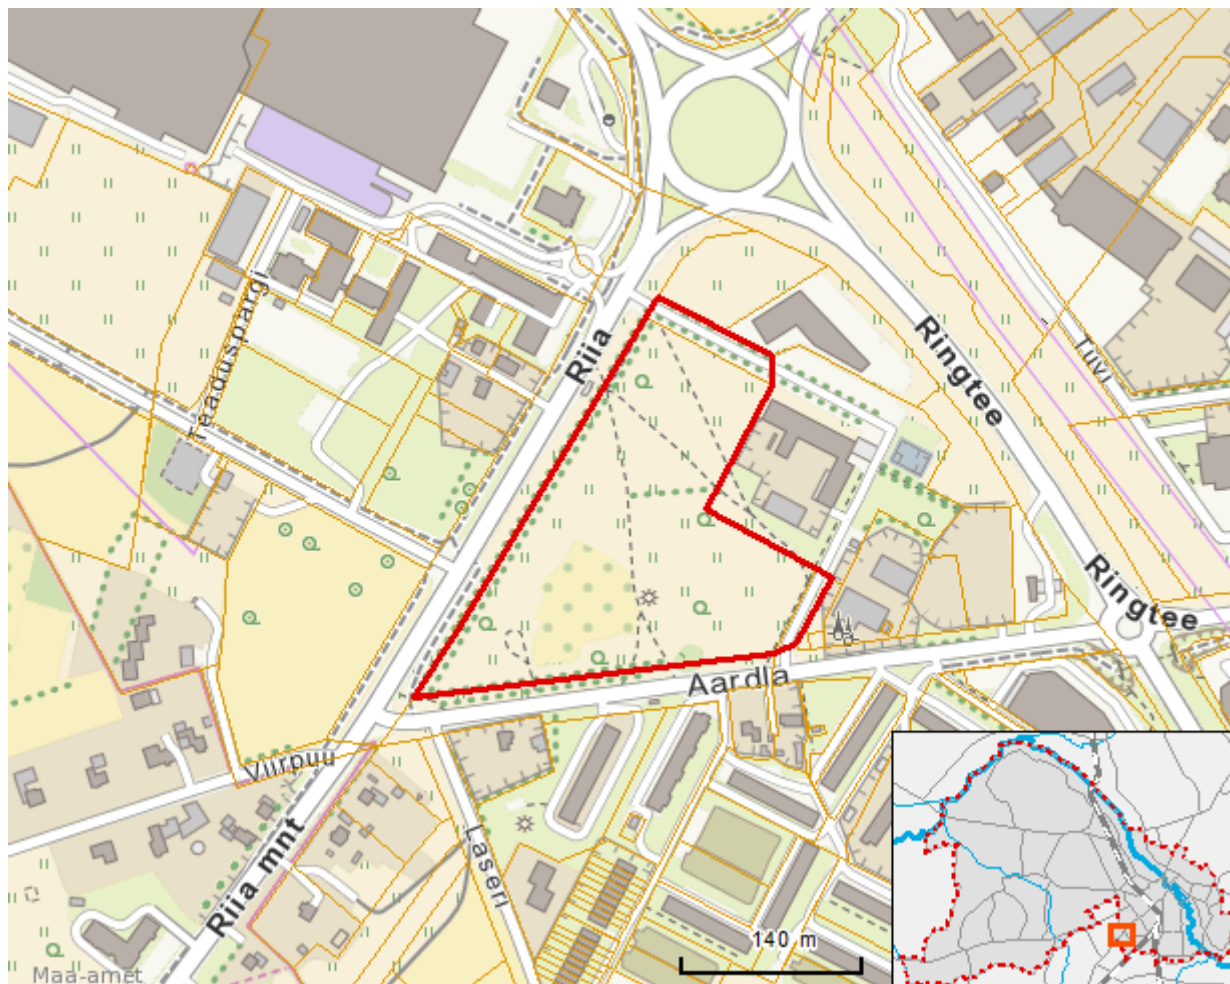 Riia
Ringtee
Tuvi
Teaduspargi
Ringtee
Aardla
Viirpuu
Riia mnt
Laseri
140 m
Maa-amet